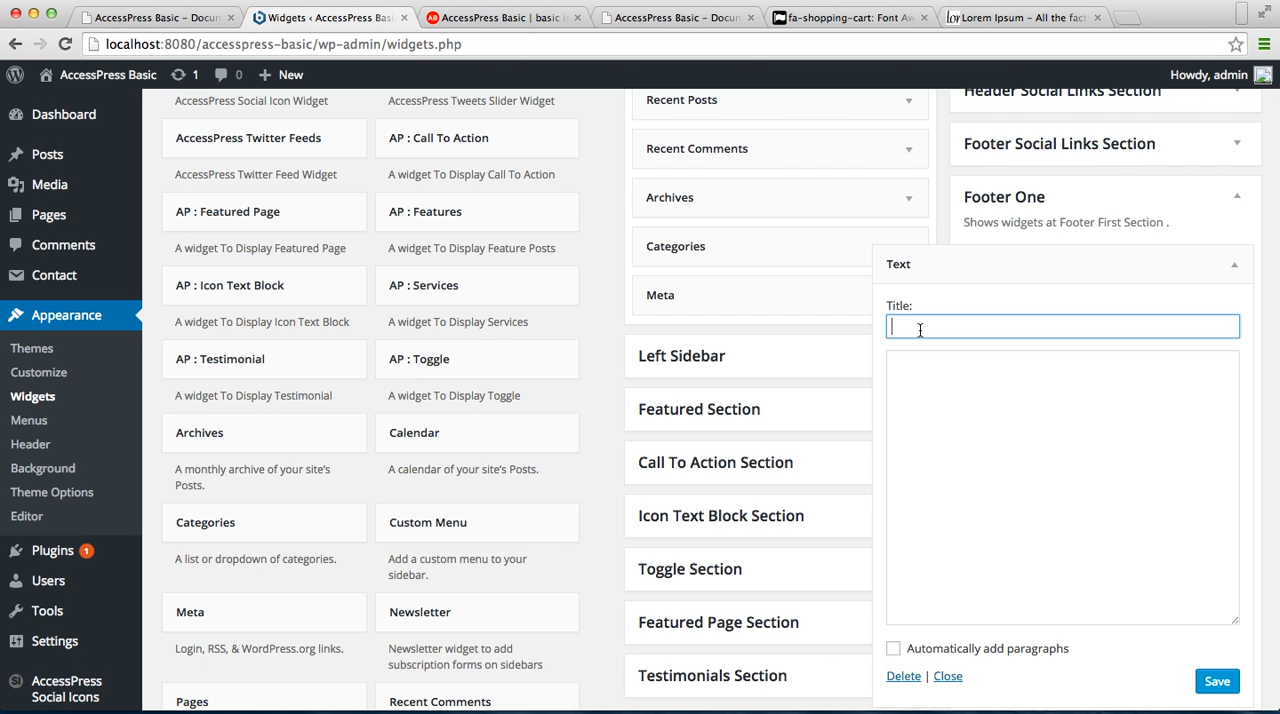 AccessPress Basic – Docun
Widgets ‹ AccessPress Basi
AccessPress Basic | basic is
AccessPress Basic – Docun
fa-shopping-cart: Font Aw
Lorem Ipsum – All the fact
localhost:8080/accesspress-basic/wp-admin/widgets.php
AccessPress Basic 1 0 New Howdy, admin
Dashboard
Posts
Media
Pages
Comments
Contact
Appearance
Themes
Customize
Widgets
Menus
Header
Background
Theme Options
Editor
Plugins 1
Users
Tools
Settings
AccessPress
Social Icons
AccessPress Social Icon Widget
AccessPress Tweets Slider Widget
AccessPress Twitter Feeds
AP : Call To Action
AccessPress Twitter Feed Widget
A widget To Display Call To Action
AP : Featured Page
AP : Features
A widget To Display Featured Page
A widget To Display Feature Posts
AP : Icon Text Block
AP : Services
A widget To Display Icon Text Block
A widget To Display Services
AP : Testimonial
AP : Toggle
A widget To Display Testimonial
A widget To Display Toggle
Archives
Calendar
A monthly archive of your site's
Posts.
A calendar of your site's Posts.
Categories
Custom Menu
A list or dropdown of categories.
Add a custom menu to your
sidebar.
Meta
Newsletter
Login, RSS, & WordPress.org links.
Newsletter widget to add
subscription forms on sidebars
Pages
Recent Comments
Recent Posts
Recent Comments
Archives
Categories
Meta
Left Sidebar
Featured Section
Call To Action Section
Icon Text Block Section
Toggle Section
Featured Page Section
Testimonials Section
Header Social Links Section
Footer Social Links Section
Footer One
Shows widgets at Footer First Section .
Text
Title:
Automatically add paragraphs
Delete | Close
Save